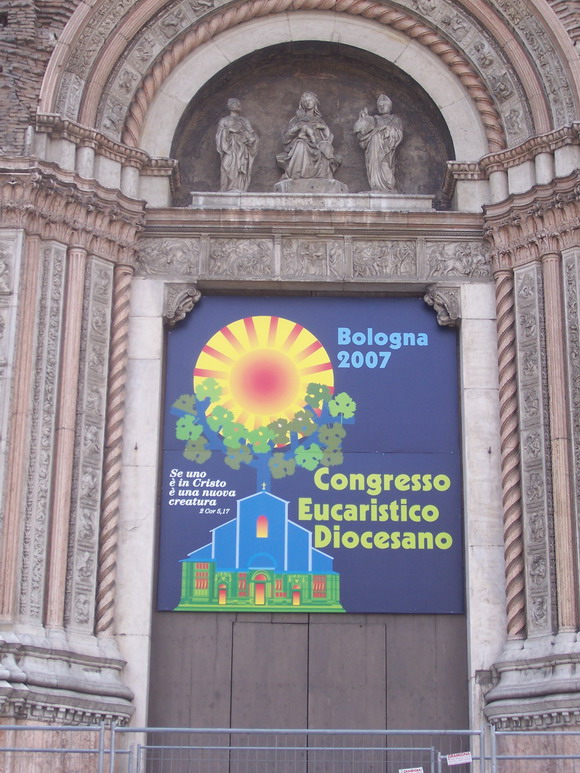 Bologna
2007
Se uno
è in Cristo
è una nuova
creatura
2 Cor 5,17
Congresso
Eucaristico
Diocesano